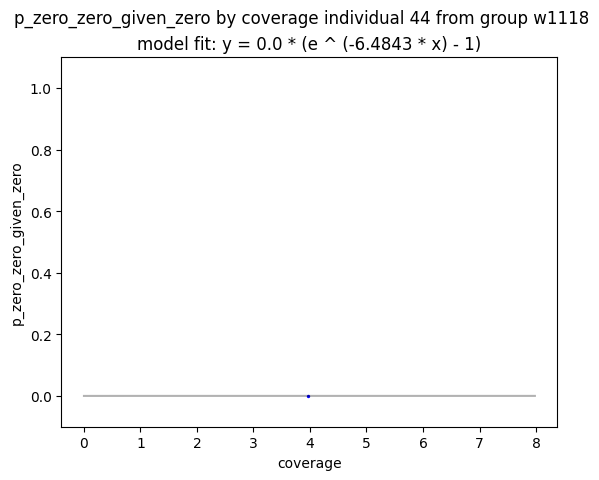 p_zero_zero_given_zero by coverage individual 44 from group w1118
model fit: y = 0.0 * (e ^ (-6.4843 * x) - 1)
1.0
0.8
0.6
0.4
0.2
0.0
p_zero_zero_given_zero
0 1 2 3 4 5 6 7 8
coverage